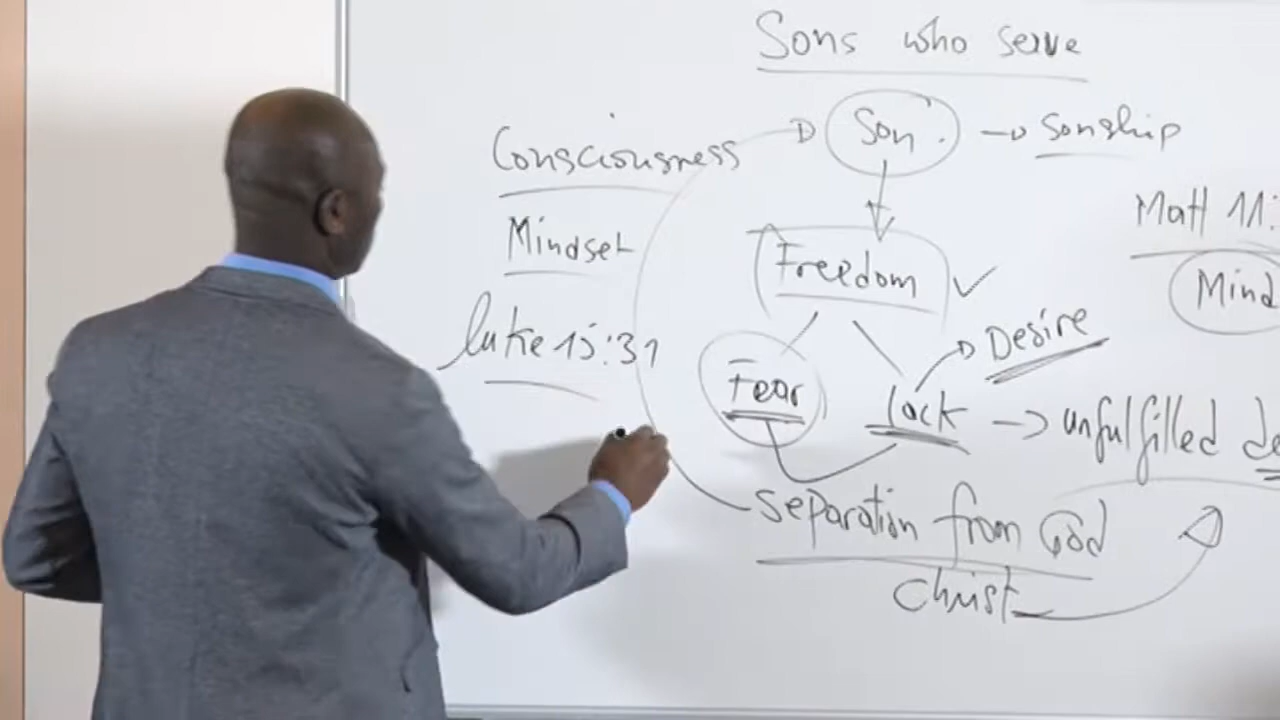 Sons who serve
Consciousness
Son
sonship
Mindset
Freedom
Matt 11:
Mind
Luke 15:31
Desire
Fear
lack
unfulfilled
separation from God
Christ